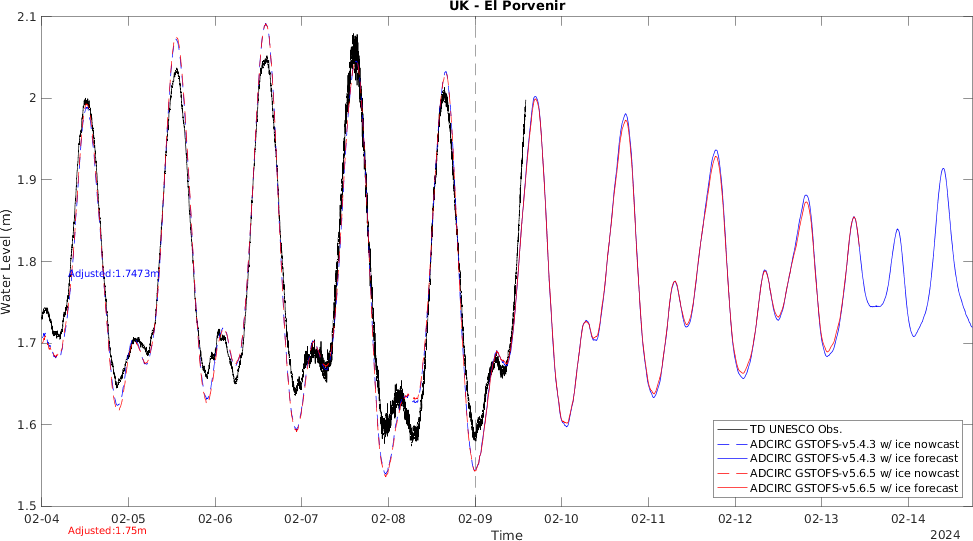 UK - El Porvenir
2.1
2
1.9
1.8
1.7
1.6
1.5
Water Level (m)
Adjusted:1.7473m
Adjusted:1.75m
TD UNESCO Obs.
ADCIRC GSTOFS-v5.4.3 w/ ice nowcast
ADCIRC GSTOFS-v5.4.3 w/ ice forecast
ADCIRC GSTOFS-v5.6.5 w/ ice nowcast
ADCIRC GSTOFS-v5.6.5 w/ ice forecast
02-04 02-05 02-06 02-07 02-08 02-09 02-10 02-11 02-12 02-13 02-14
Time
2024